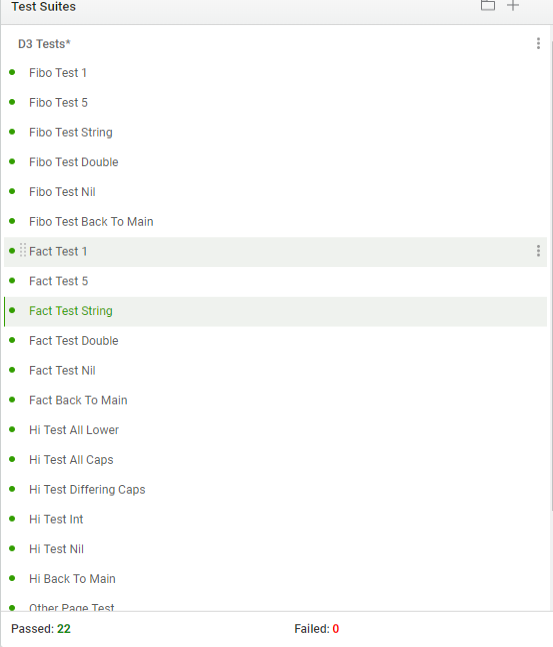 Test Suites
D3 Tests*
Fibo Test 1
Fibo Test 5
Fibo Test String
Fibo Test Double
Fibo Test Nil
Fibo Test Back To Main
Fact Test 1
Fact Test 5
Fact Test String
Fact Test Double
Fact Test Nil
Fact Back To Main
Hi Test All Lower
Hi Test All Caps
Hi Test Differing Caps
Hi Test Int
Hi Test Nil
Hi Back To Main
Other Page Test
Passed: 22 Failed: 0